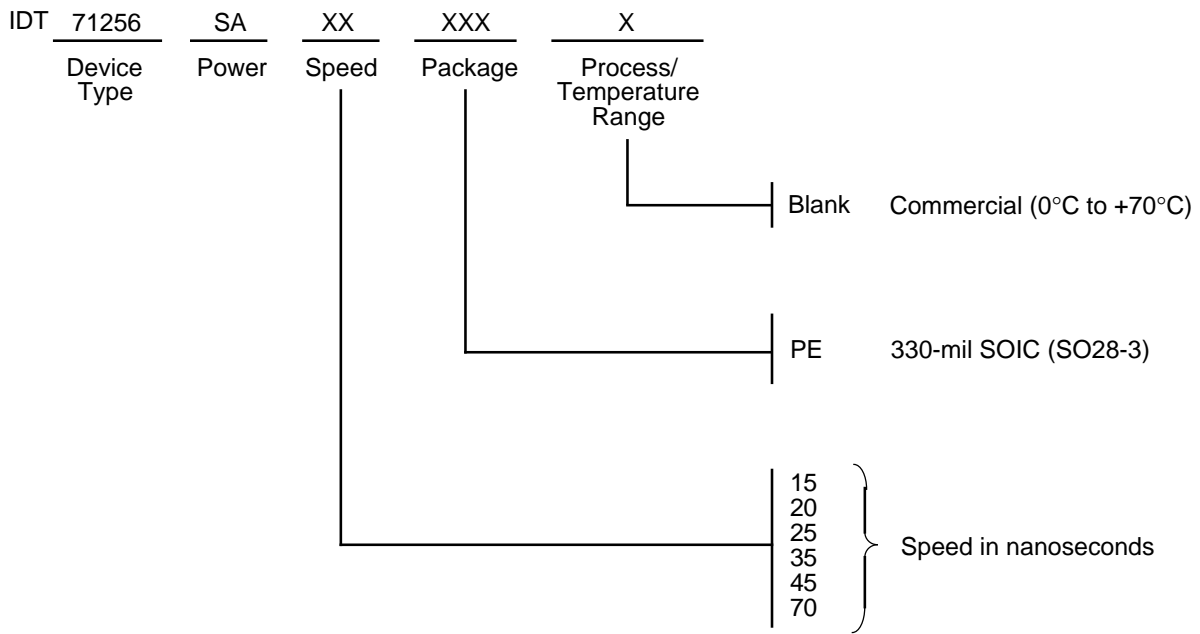 IDT 71256 SA XX XXX X
Device Type Power Speed Package Process/ Temperature Range
Blank Commercial (0°C to +70°C)
PE 330-mil SOIC (SO28-3)
15
20
25
35
45
70
Speed in nanoseconds